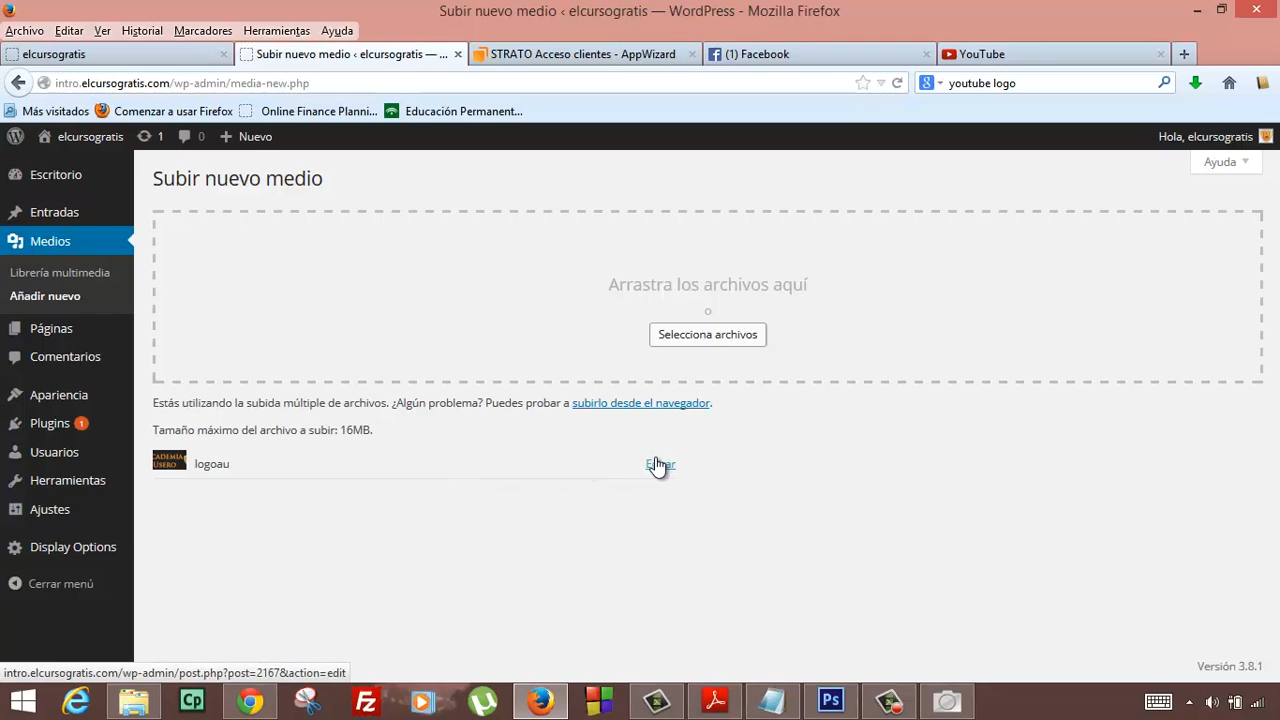 Subir nuevo medio ‹ elcursogratis — WordPress - Mozilla Firefox
Archivo Editar Ver Historial Marcadores Herramientas Ayuda
elcursogratis
Subir nuevo medio ‹ elcursogratis — ...
STRATO Acceso clientes - AppWizard
(1) Facebook
YouTube
intro.elcursogratis.com/wp-admin/media-new.php
youtube logo
Más visitados
Comenzar a usar Firefox
Online Finance Planni...
Educación Permanent...
elcursogratis
1
0
Nuevo
Hola, elcursogratis
Ayuda
Subir nuevo medio
Escritorio
Entradas
Medios
Librería multimedia
Añadir nuevo
Páginas
Comentarios
Apariencia
Plugins 1
Usuarios
Herramientas
Ajustes
Display Options
Cerrar menú
Arrastra los archivos aquí
o
Selecciona archivos
Estás utilizando la subida múltiple de archivos. ¿Algún problema? Puedes probar a subirlo desde el navegador.
Tamaño máximo del archivo a subir: 16MB.
logoau
intro.elcursogratis.com/wp-admin/post.php?post=2167&action=edit
Versión 3.8.1
Cp
Fz
Ps